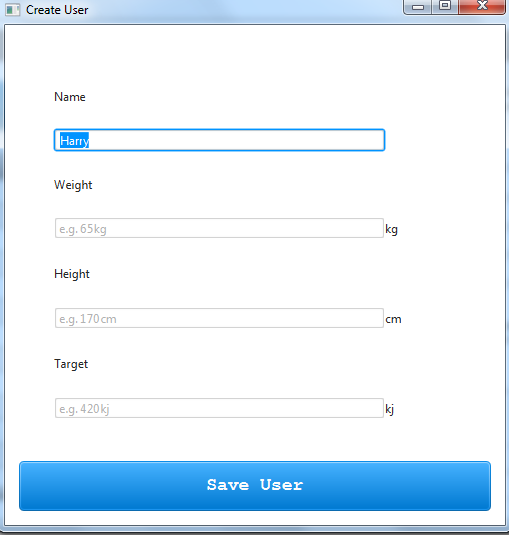 Create User
Name
Harry
Weight
e.g. 65kg kg
Height
e.g. 170cm cm
Target
e.g. 420kj kj
Save User